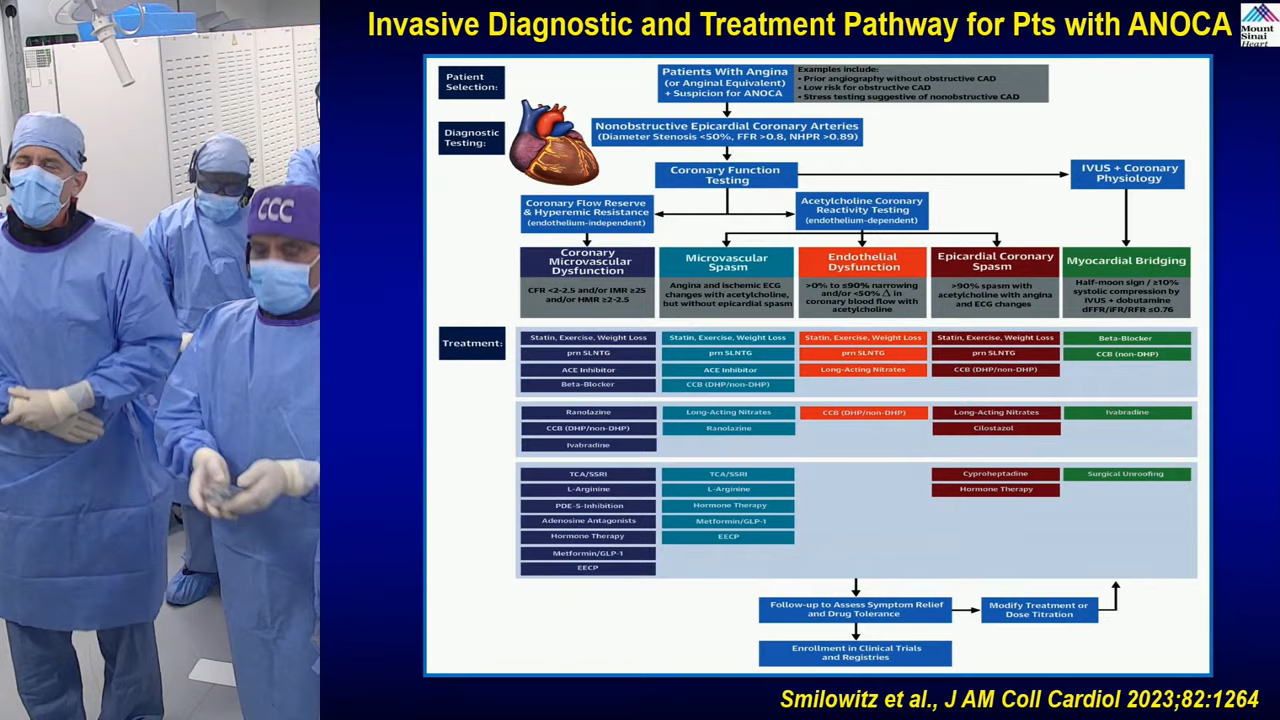 Invasive Diagnostic and Treatment Pathway for Pts with ANOCA
Mount
Sinai
Heart
CCC
Patient
Selection:
Patients With Angina
(or Anginal Equivalent)
+ Suspicion for ANOCA
Examples include:
• Prior angiography without obstructive CAD
• Low risk for obstructive CAD
• Stress testing suggestive of nonobstructive CAD
Diagnostic
Testing:
Nonobstructive Epicardial Coronary Arteries
(Diameter Stenosis <50%, FFR >0.8, NHPR >0.89)
Coronary Function
Testing
IVUS + Coronary
Physiology
Coronary Flow Reserve
& Hyperemic Resistance
(endothelium-independent)
Acetylcholine Coronary
Reactivity Testing
(endothelium-dependent)
Coronary
Microvascular
Dysfunction
CFR <2-2.5 and/or IMR ≥25
and/or HMR ≥2-2.5
Microvascular
Spasm
Angina and ischemic ECG
changes with acetylcholine,
but without epicardial spasm
Endothelial
Dysfunction
>0% to ≤90% narrowing
and/or <50% Δ in
coronary blood flow with
acetylcholine
Epicardial Coronary
Spasm
>90% spasm with
acetylcholine with angina
and ECG changes
Myocardial Bridging
Half-moon sign / ≥10%
systolic compression by
IVUS + dobutamine
dFFR/iFR/RFR ≤0.76
Treatment:
Statin, Exercise, Weight Loss
prn SLNTG
ACE Inhibitor
Beta-Blocker
Statin, Exercise, Weight Loss
prn SLNTG
ACE Inhibitor
CCB (DHP/non-DHP)
Statin, Exercise, Weight Loss
prn SLNTG
Long-Acting Nitrates
Statin, Exercise, Weight Loss
prn SLNTG
CCB (DHP/non-DHP)
Beta-Blocker
CCB (non-DHP)
Ranolazine
CCB (DHP/non-DHP)
Ivabradine
Long-Acting Nitrates
Ranolazine
CCB (DHP/non-DHP)
Long-Acting Nitrates
Cilostazol
Ivabradine
TCA/SSRI
L-Arginine
PDE-5-Inhibition
Adenosine Antagonists
Hormone Therapy
Metformin/GLP-1
EECP
TCA/SSRI
L-Arginine
Hormone Therapy
Metformin/GLP-1
EECP
Cyproheptadine
Hormone Therapy
Surgical Unroofing
Follow-up to Assess Symptom Relief
and Drug Tolerance
Modify Treatment or
Dose Titration
Enrollment in Clinical Trials
and Registries
Smilowitz et al., J AM Coll Cardiol 2023;82:1264